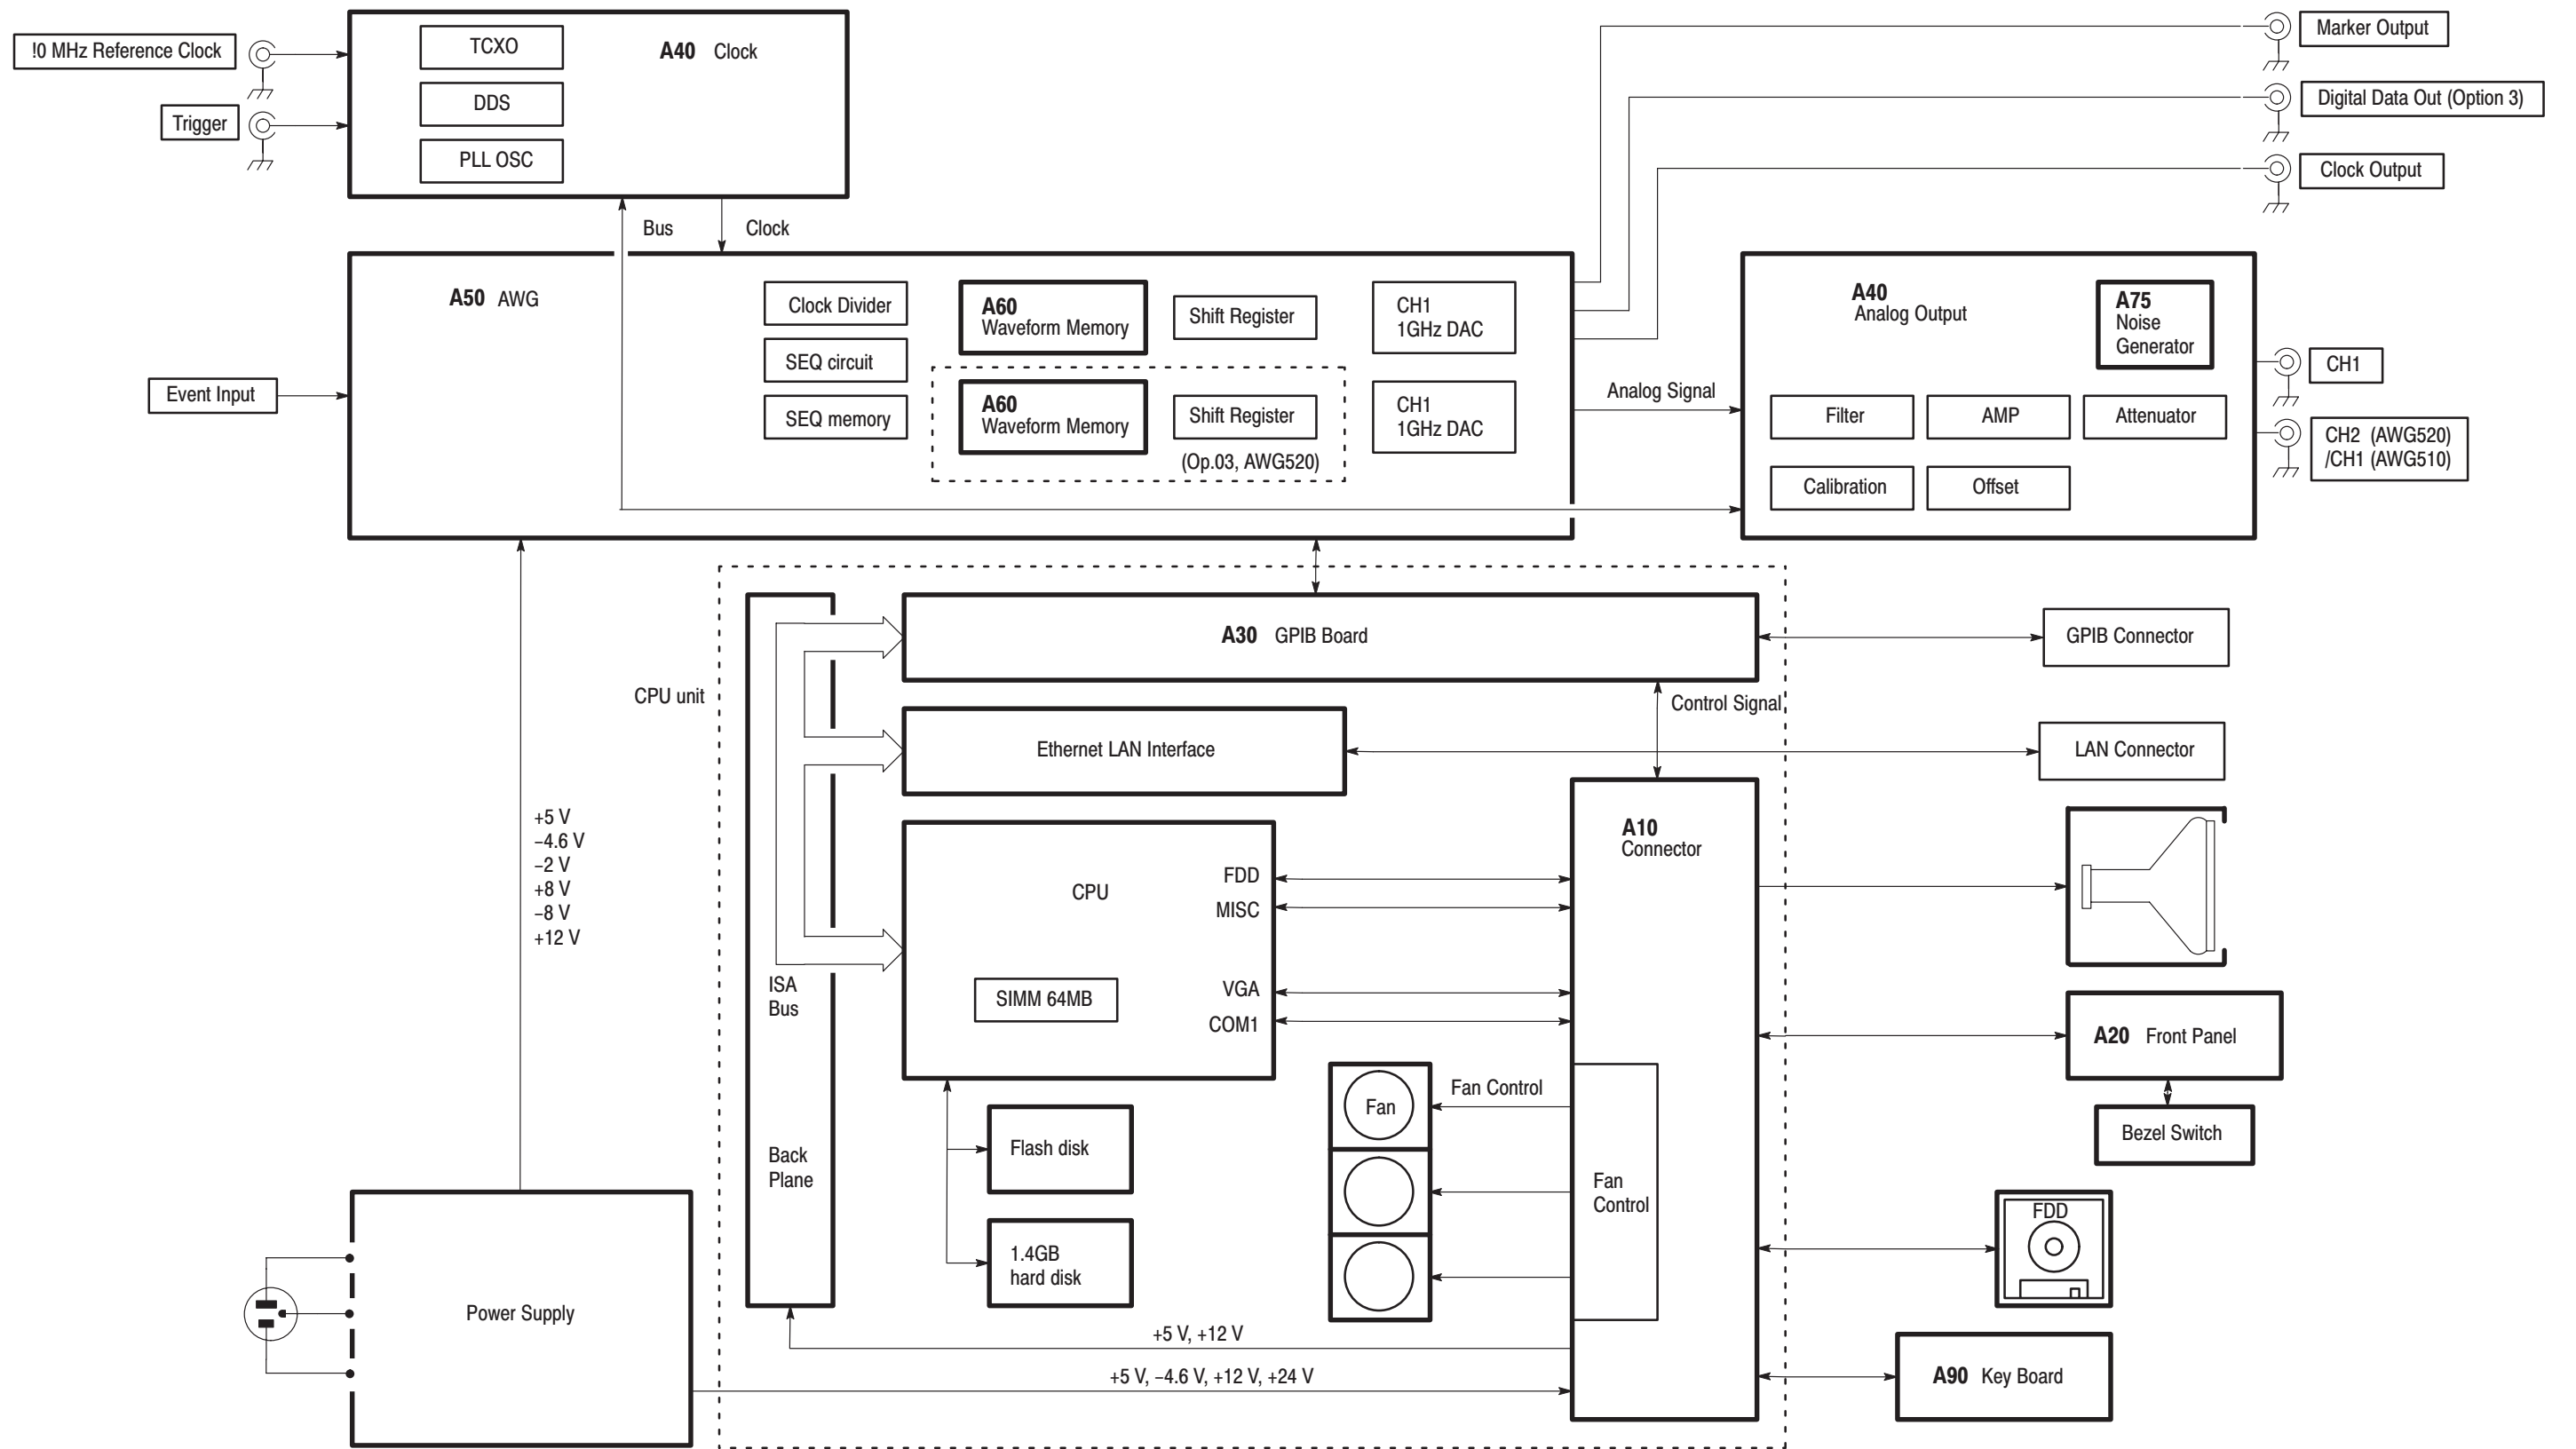 !0 MHz Reference Clock
Trigger
TCXO
DDS
PLL OSC
A40 Clock
Marker Output
Digital Data Out (Option 3)
Clock Output
Bus
Clock
A50 AWG
Event Input
Clock Divider
SEQ circuit
SEQ memory
A60
Waveform Memory
Shift Register
CH1
1GHz DAC
A60
Waveform Memory
Shift Register
(Op.03, AWG520)
CH1
1GHz DAC
Analog Signal
A40
Analog Output
A75
Noise
Generator
Filter
AMP
Attenuator
Calibration
Offset
CH1
CH2 (AWG520)
/CH1 (AWG510)
CPU unit
A30 GPIB Board
GPIB Connector
Control Signal
Ethernet LAN Interface
LAN Connector
+5 V
−4.6 V
−2 V
+8 V
−8 V
+12 V
CPU
FDD
MISC
VGA
COM1
SIMM 64MB
ISA
Bus
Back
Plane
A10
Connector
Flash disk
1.4GB
hard disk
Fan
Fan Control
Fan
Control
A20 Front Panel
Bezel Switch
FDD
A90 Key Board
Power Supply
+5 V, +12 V
+5 V, −4.6 V, +12 V, +24 V